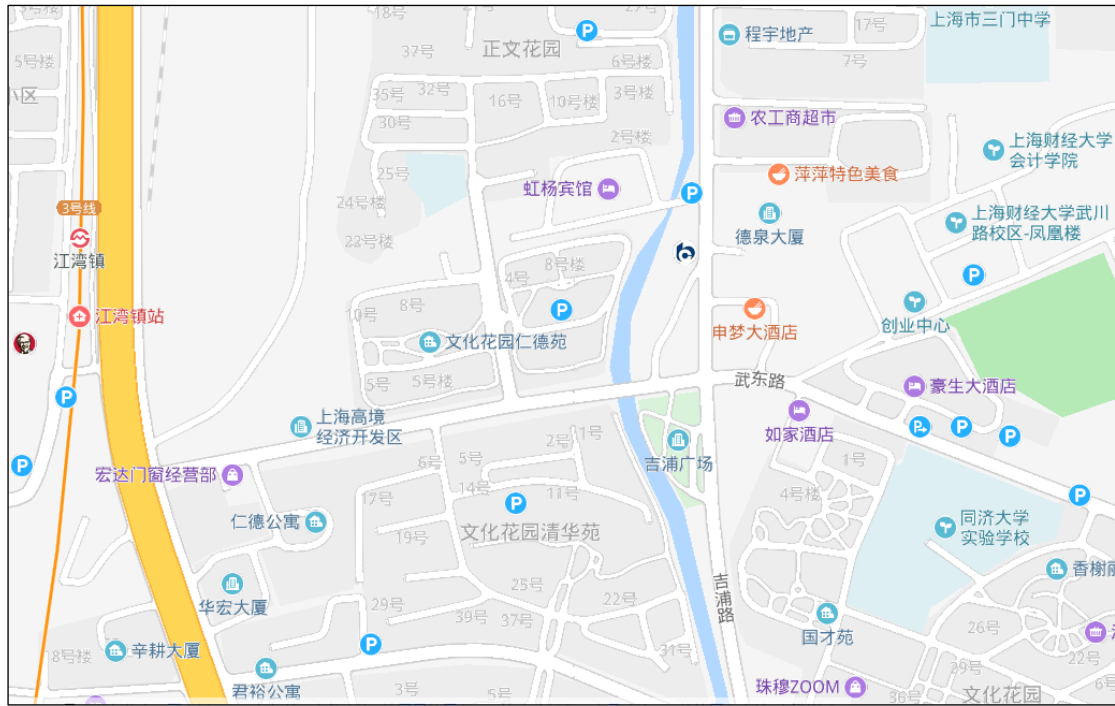 18号
27号
37号
正文花园
程宇地产
17号
上海市三门中学
5号楼
6号楼
7号
小区
35号
32号
16号
10号楼
3号楼
30号
2号楼
农工商超市
上海财经大学
会计学院
25号
虹杨宾馆
P
萍萍特色美食
24号楼
3号线
上海财经大学武川
路校区-凤凰楼
江湾镇
23号楼
德泉大厦
4号
8号楼
P
江湾镇站
10号
8号
P
创业中心
文化花园仁德苑
申梦大酒店
5号
5号楼
武东路
豪生大酒店
P
上海高境
经济开发区
如家酒店
P
P
P
P
2号
1号
宏达门窗经营部
6号
5号
吉浦广场
1号
P
17号
14号
11号
P
4号楼
P
仁德公寓
19号
文化花园清华苑
同济大学
实验学校
25号
吉浦路
香榭丽
华宏大厦
29号
39号
37号
22号
国才苑
26号
辛耕大厦
18号楼
P
31号
22号
君裕公寓
3号
5号
珠穆ZOOM
36号
29号
文化花园